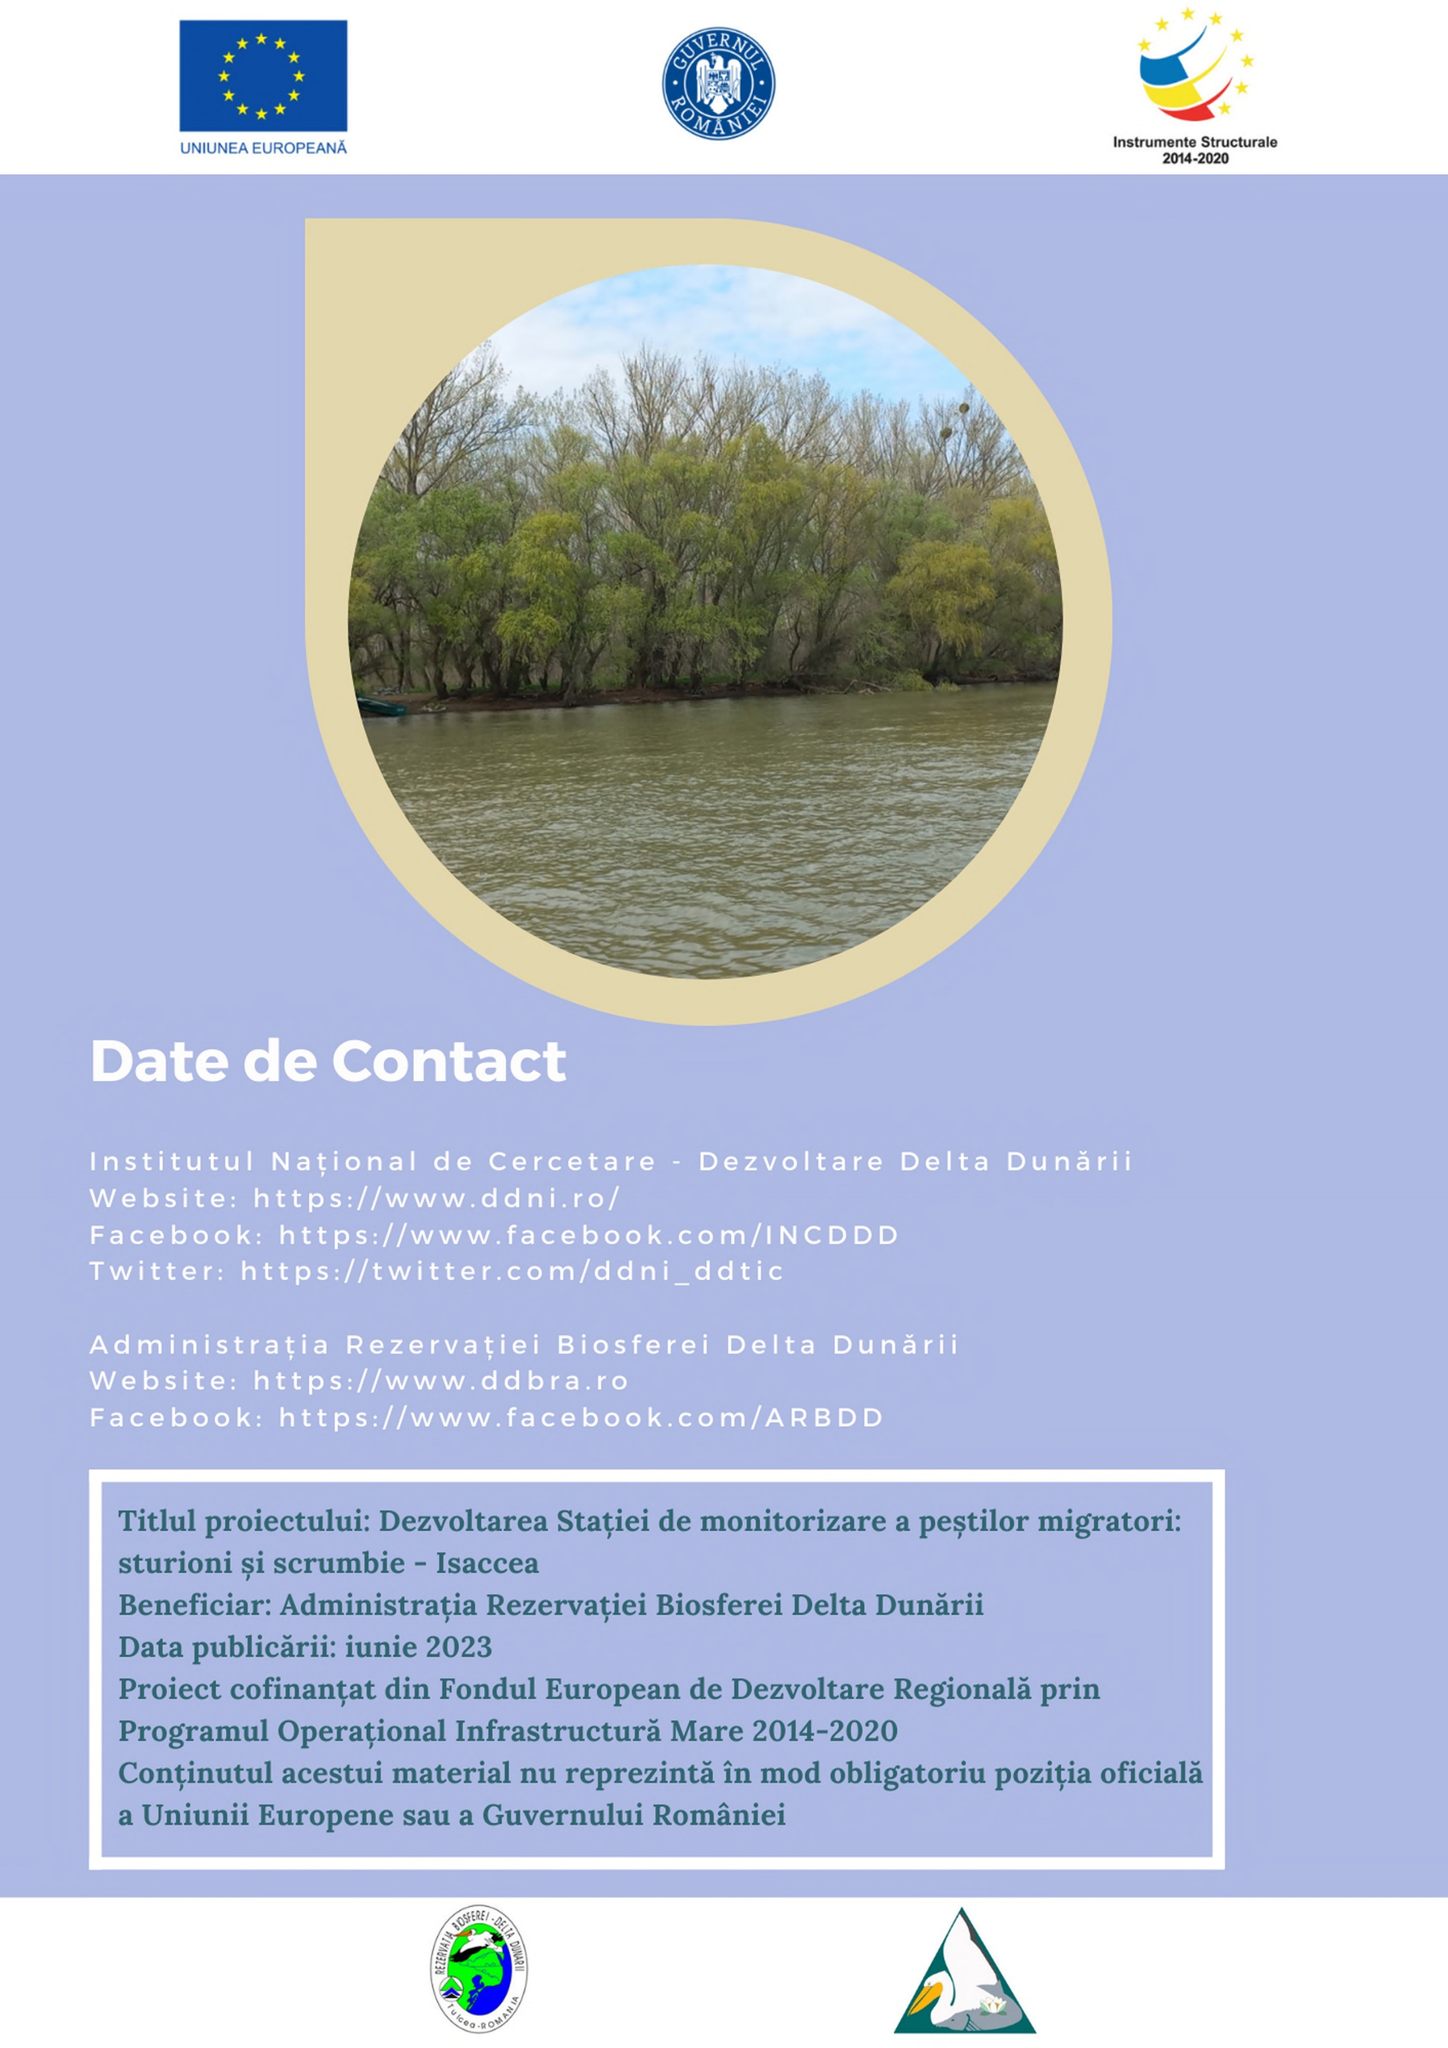 UNIUNEA EUROPEANĂ
GUVERNUL ROMÂNIEI
Instrumente Structurale
2014-2020
Date de Contact
Institutul Național de Cercetare - Dezvoltare Delta Dunării
Website: https://www.ddni.ro/
Facebook: https://www.facebook.com/INCDDD
Twitter: https://twitter.com/ddni_ddtic
Administrația Rezervației Biosferei Delta Dunării
Website: https://www.ddbra.ro
Facebook: https://www.facebook.com/ARBDD
Titlul proiectului: Dezvoltarea Stației de monitorizare a peștilor migratori:
sturioni și scrumbie - Isaccea
Beneficiar: Administrația Rezervației Biosferei Delta Dunării
Data publicării: iunie 2023
Proiect cofinanțat din Fondul European de Dezvoltare Regională prin
Programul Operațional Infrastructură Mare 2014-2020
Conținutul acestui material nu reprezintă în mod obligatoriu poziția oficială
a Uniunii Europene sau a Guvernului României
REZERVATIA BIOSFEREI - DELTA DUNARII
Tulcea - ROMANIA